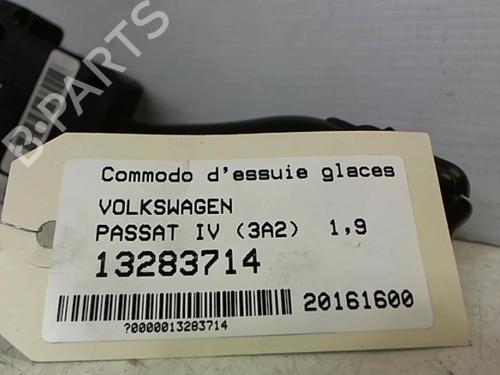 B-PARTS
Commodo d'essuie glaces
VOLKSWAGEN
PASSAT IV (3A2) 1,9
13283714
20161600
?0000013283714